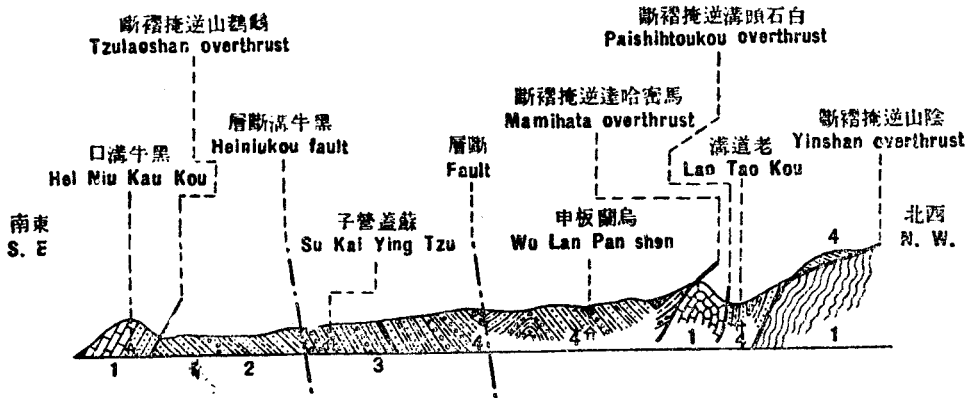 山逆掩褶斷
Tzulaoshan overthrust
白石頭溝逆掩褶斷
Paishihtoukou overthrust
馬密哈達逆掩褶斷
Mamihata overthrust
陰山逆掩褶斷
Yinshan overthrust
黑牛溝斷層
Heiniukou fault
斷層
Fault
老道溝
Lao Tao Kou
黑牛溝口
Hei Niu Kau Kou
東南
S. E
蘇蓋營子
Su Kai Ying Tzu
烏蘭板申
Wu Lan Pan shen
西北
N. W.
4
1
2
3
4
4
1
4
1